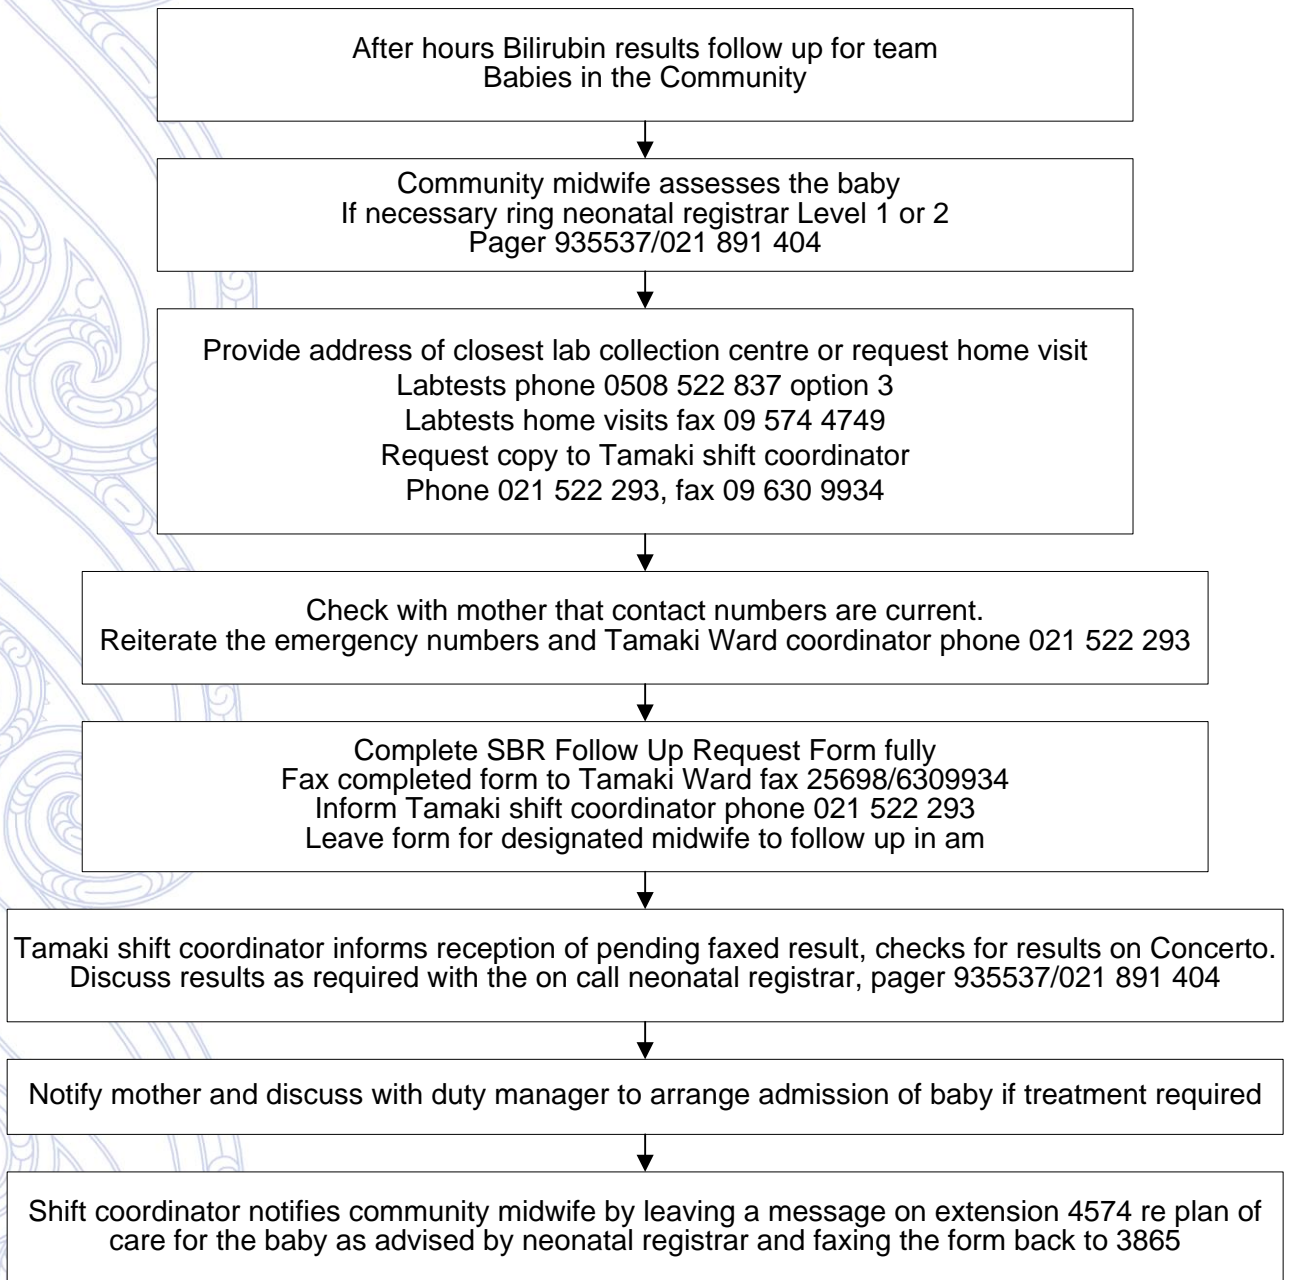 After hours Bilirubin results follow up for team
Babies in the Community
Community midwife assesses the baby
If necessary ring neonatal registrar Level 1 or 2
Pager 935537/021 891 404
Provide address of closest lab collection centre or request home visit
Labtests phone 0508 522 837 option 3
Labtests home visits fax 09 574 4749
Request copy to Tamaki shift coordinator
Phone 021 522 293, fax 09 630 9934
Check with mother that contact numbers are current.
Reiterate the emergency numbers and Tamaki Ward coordinator phone 021 522 293
Complete SBR Follow Up Request Form fully
Fax completed form to Tamaki Ward fax 25698/6309934
Inform Tamaki shift coordinator phone 021 522 293
Leave form for designated midwife to follow up in am
Tamaki shift coordinator informs reception of pending faxed result, checks for results on Concerto.
Discuss results as required with the on call neonatal registrar, pager 935537/021 891 404
Notify mother and discuss with duty manager to arrange admission of baby if treatment required
Shift coordinator notifies community midwife by leaving a message on extension 4574 re plan of
care for the baby as advised by neonatal registrar and faxing the form back to 3865